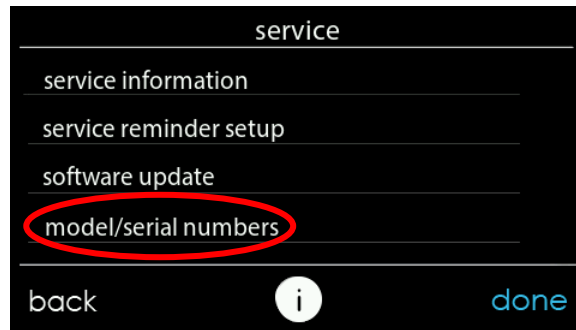 service
service information
service reminder setup
software update
model/serial numbers
back i done